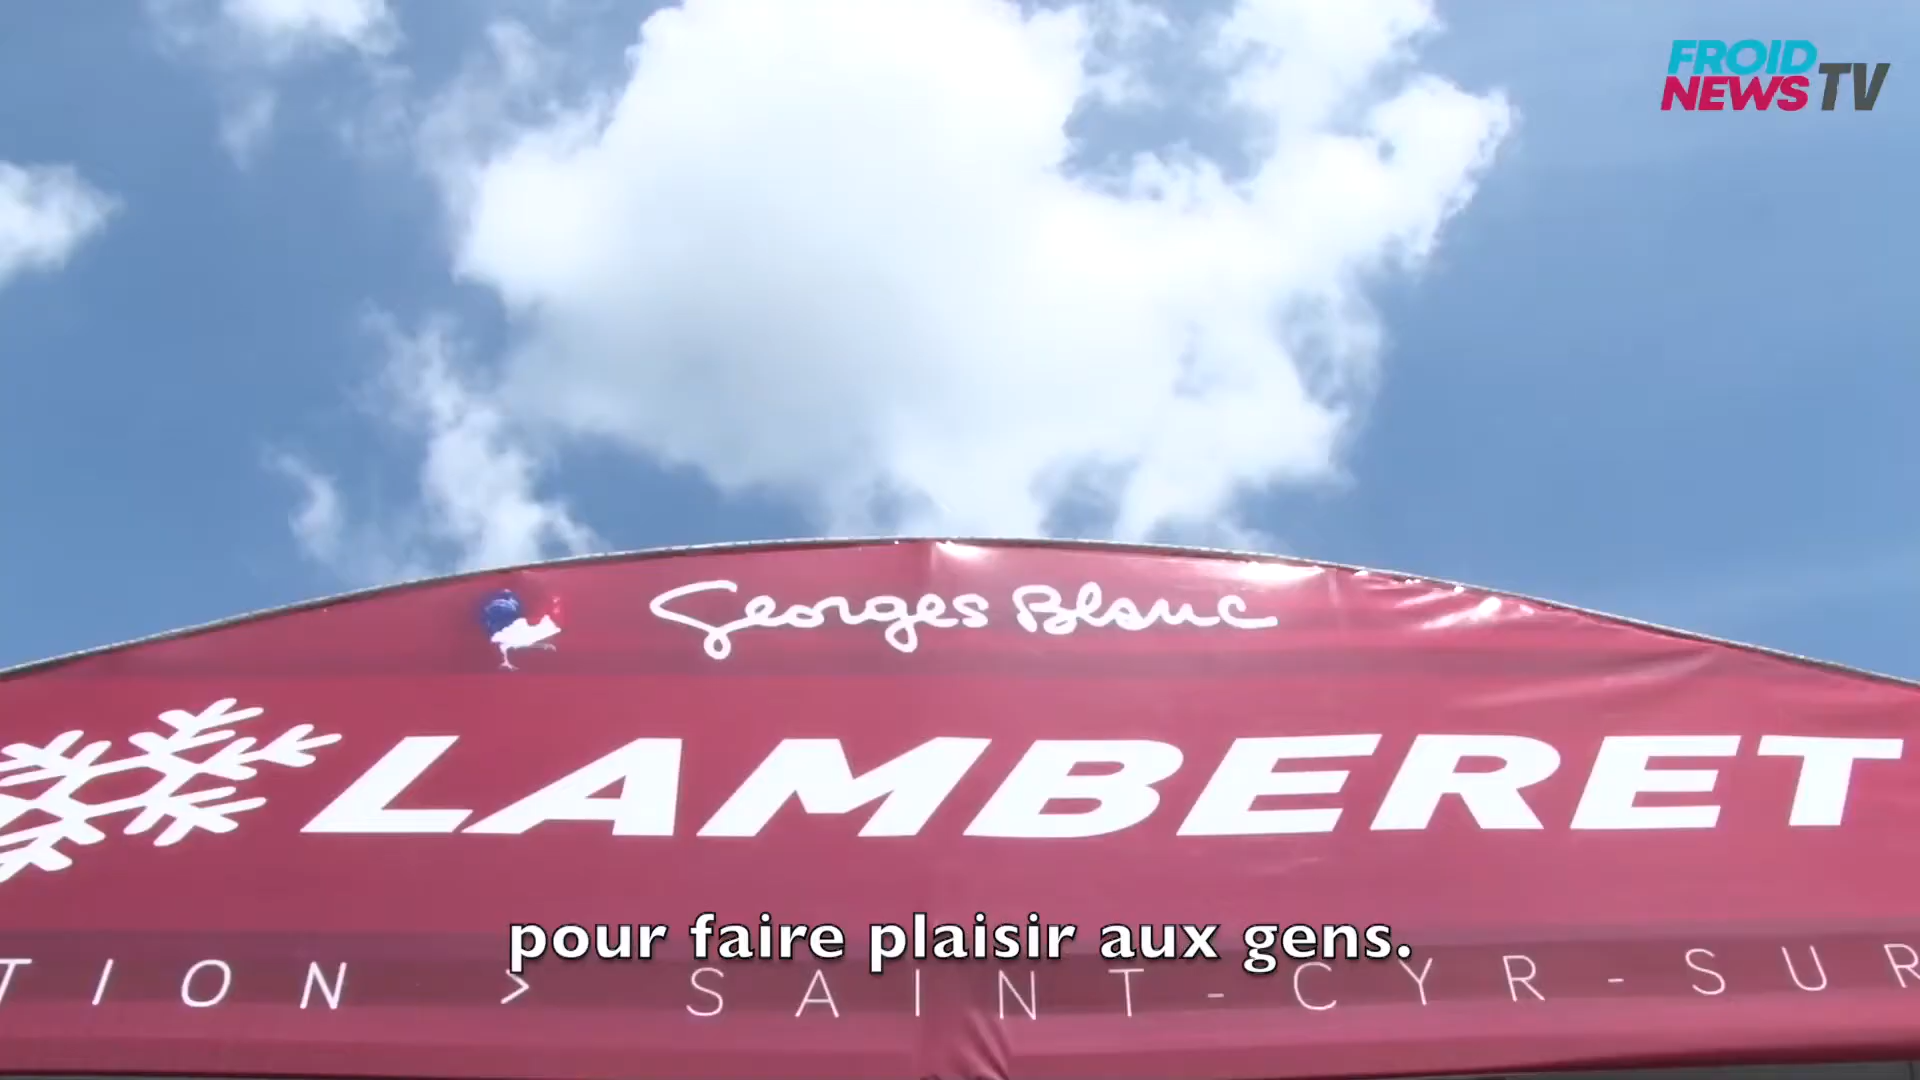 FROID
NEWS TV
Georges Blanc
LAMBERET
pour faire plaisir aux gens.
TION > SAINT-CYR-SUR